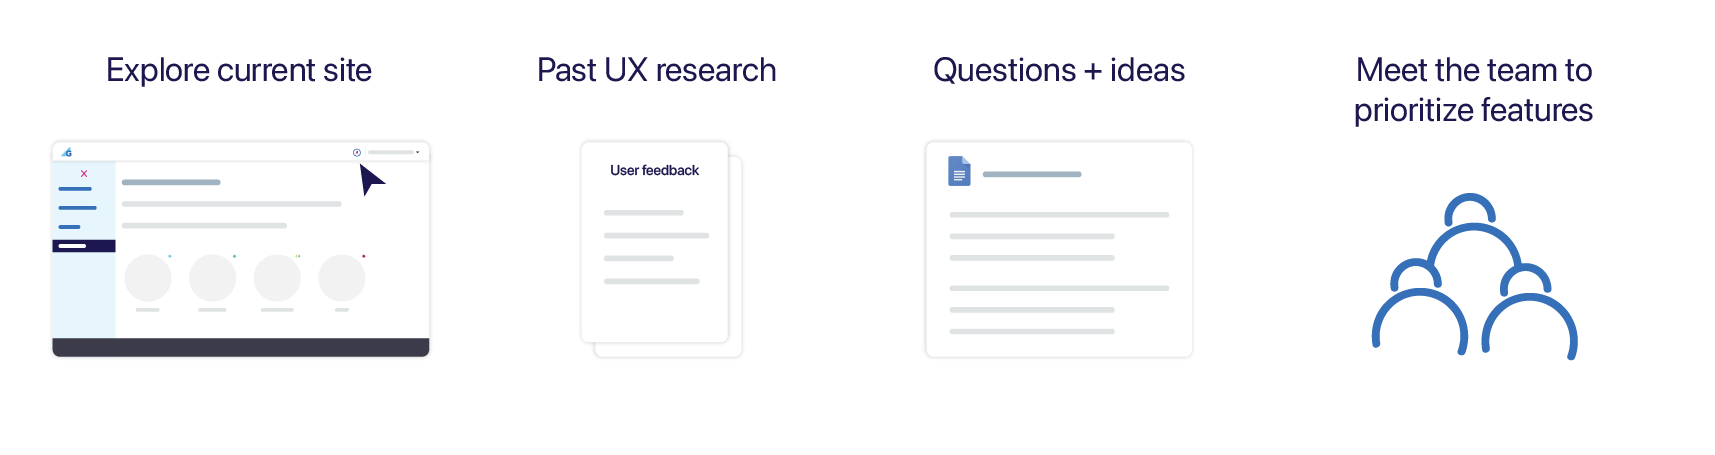 Explore current site
Past UX research
Questions + ideas
Meet the team to
prioritize features
User feedback
G
X